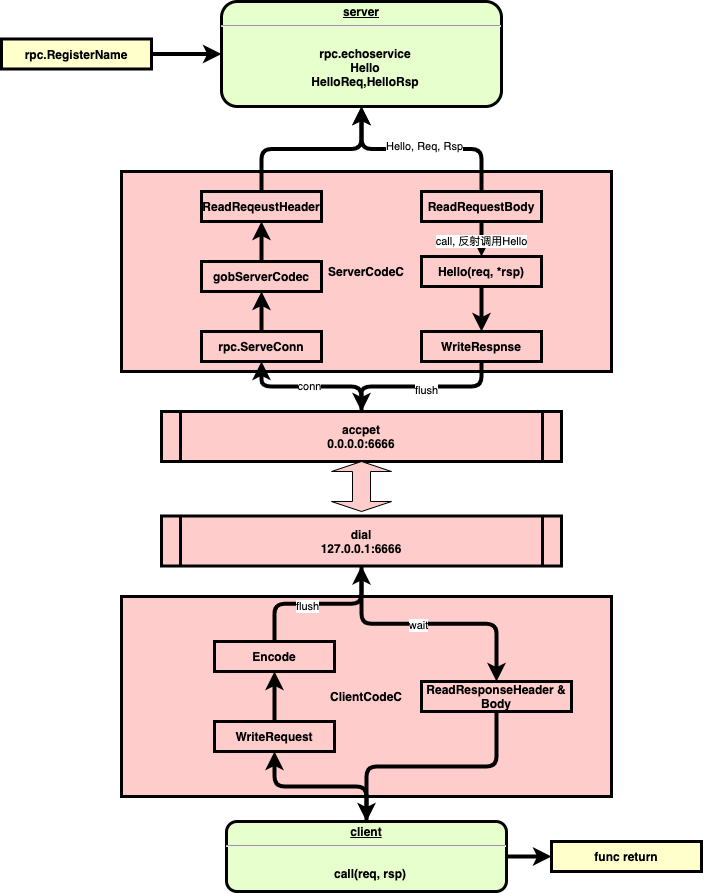 server
rpc.RegisterName
rpc.echoservice
Hello
HelloReq,HelloRsp
Hello, Req, Rsp
ReadReqeustHeader
ReadRequestBody
call, 反射调用Hello
gobServerCodec
ServerCodeC
Hello(req, *rsp)
rpc.ServeConn
WriteRespnse
conn
flush
accpet
0.0.0.0:6666
dial
127.0.0.1:6666
flush
wait
Encode
ClientCodeC
ReadResponseHeader &
Body
WriteRequest
client
call(req, rsp)
func return